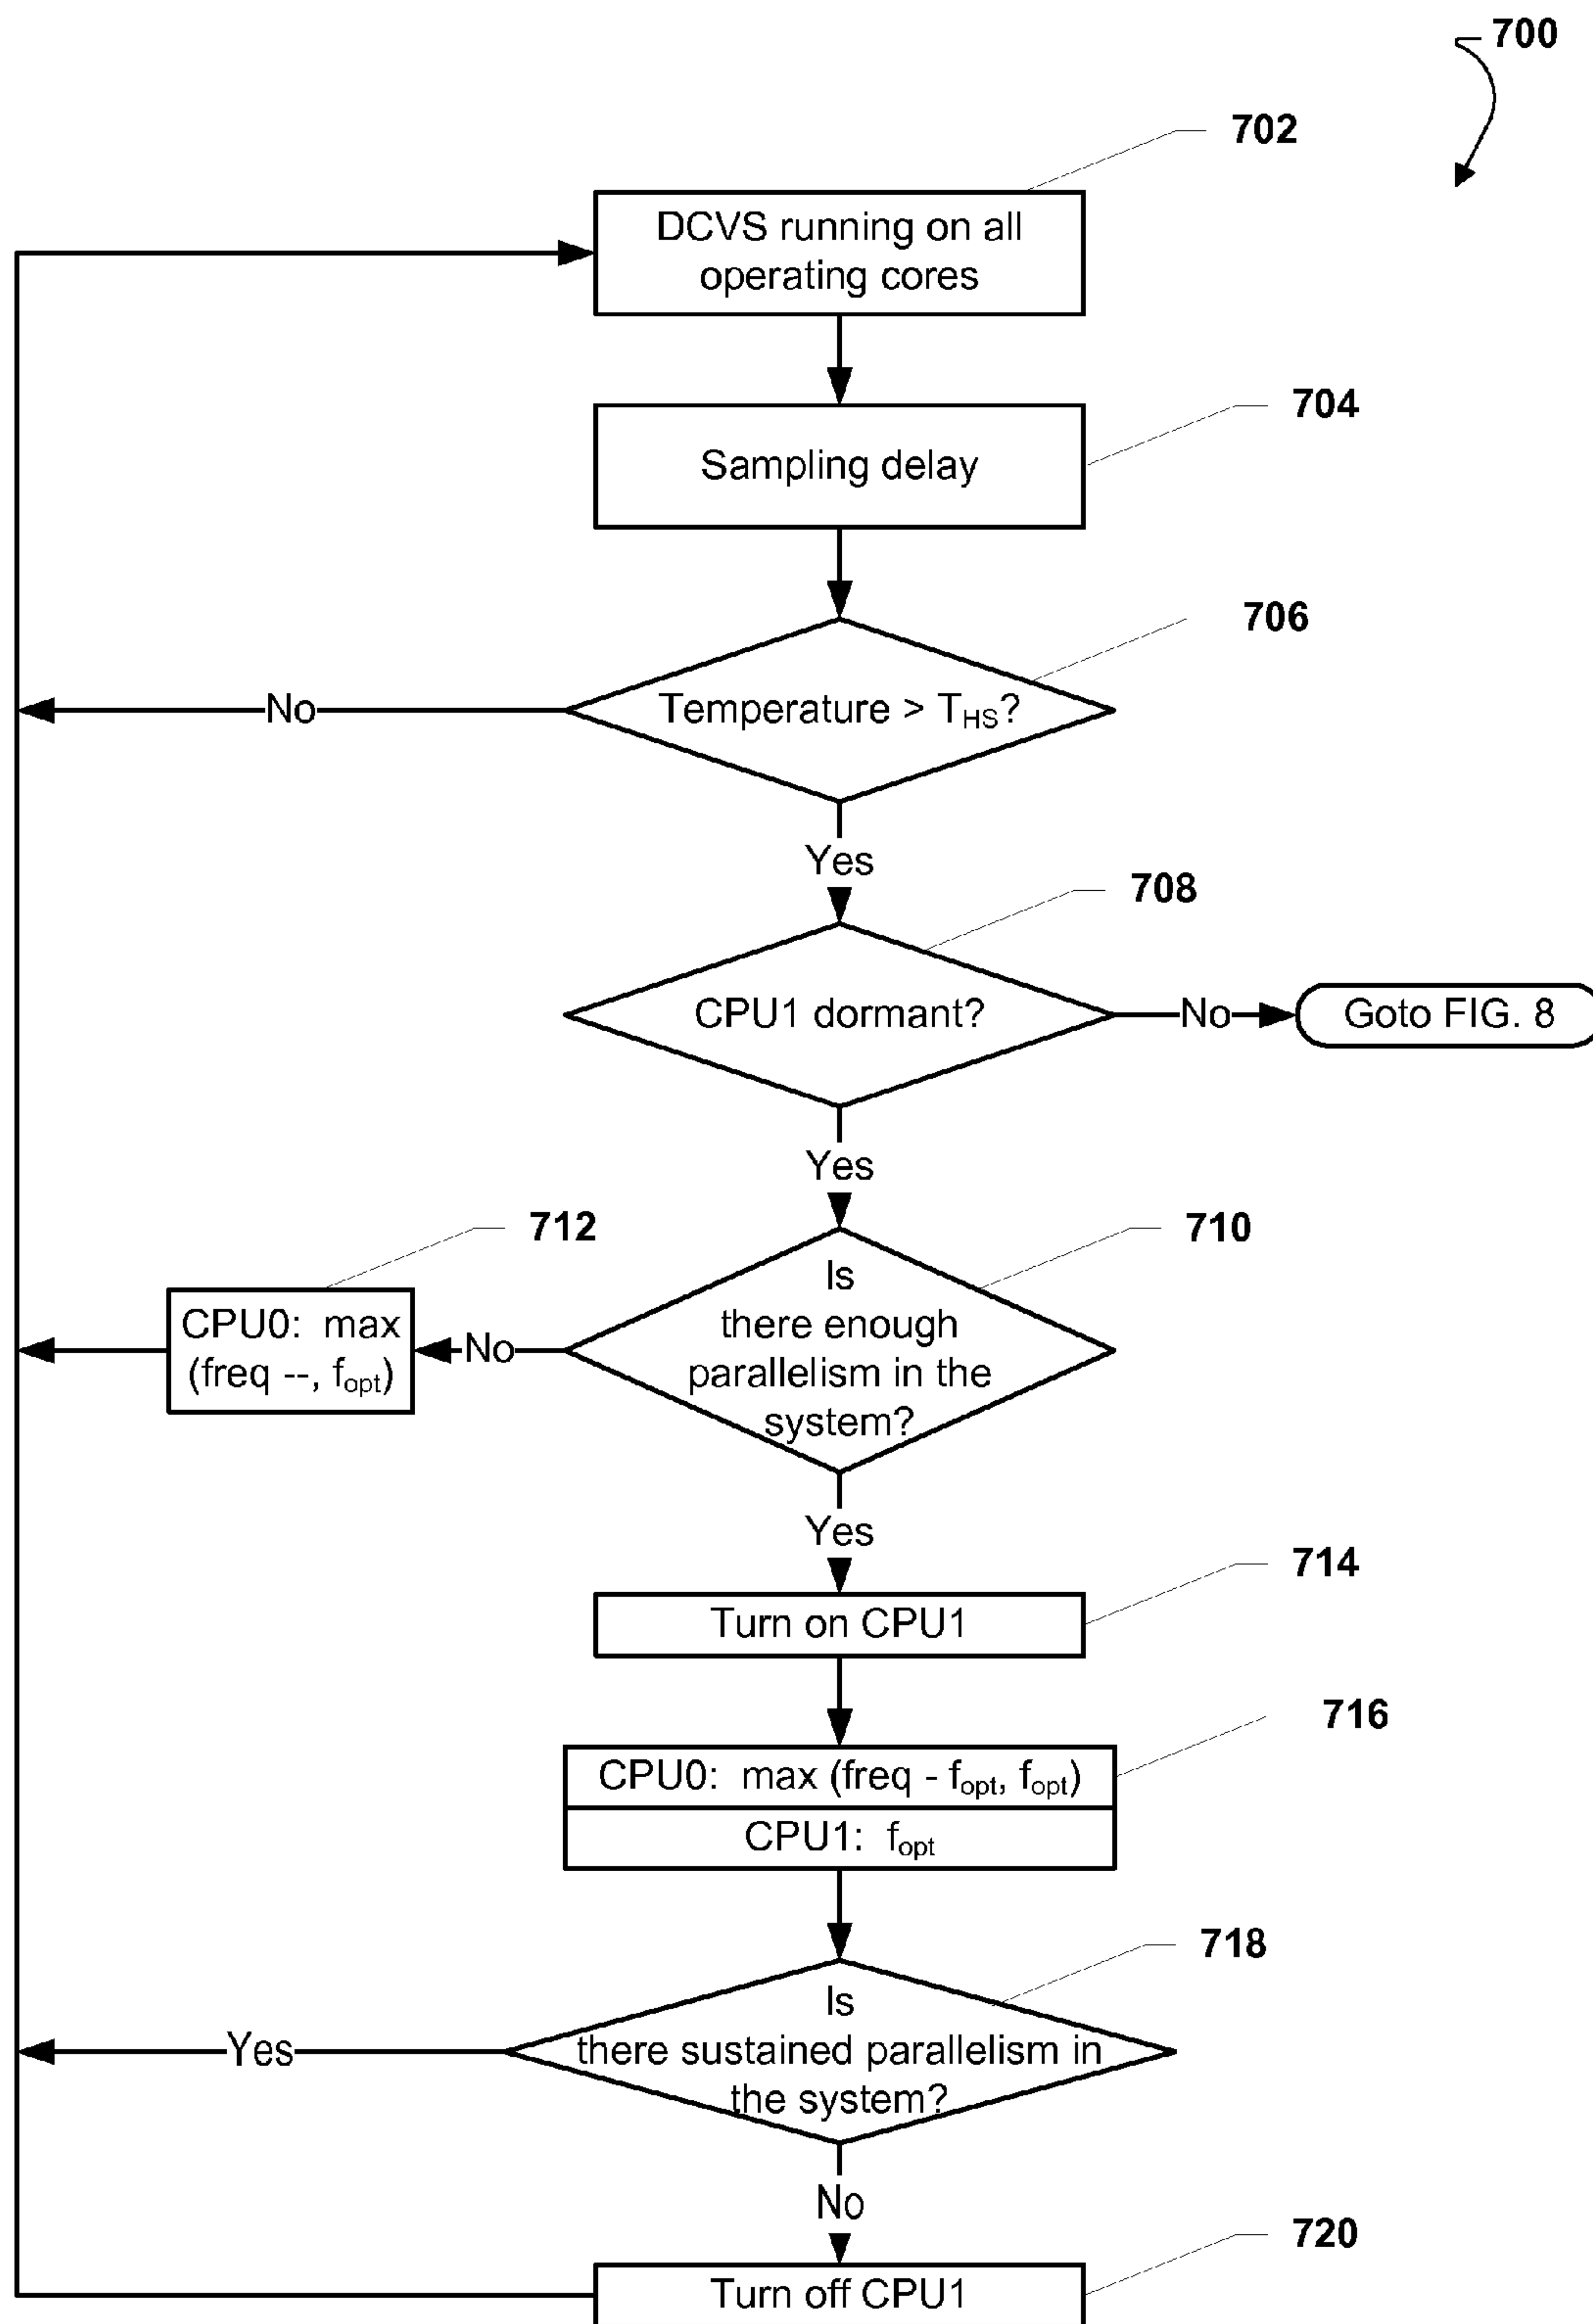 700
702
DCVS running on all
operating cores
704
Sampling delay
706
Temperature > THS?
No
Yes
708
CPU1 dormant?
No
Goto FIG. 8
Yes
712
710
CPU0: max
(freq --, fopt)
No
Is
there enough
parallelism in the
system?
Yes
714
Turn on CPU1
716
CPU0: max (freq - fopt, fopt)
CPU1: fopt
718
Is
there sustained parallelism in
the system?
Yes
No
720
Turn off CPU1